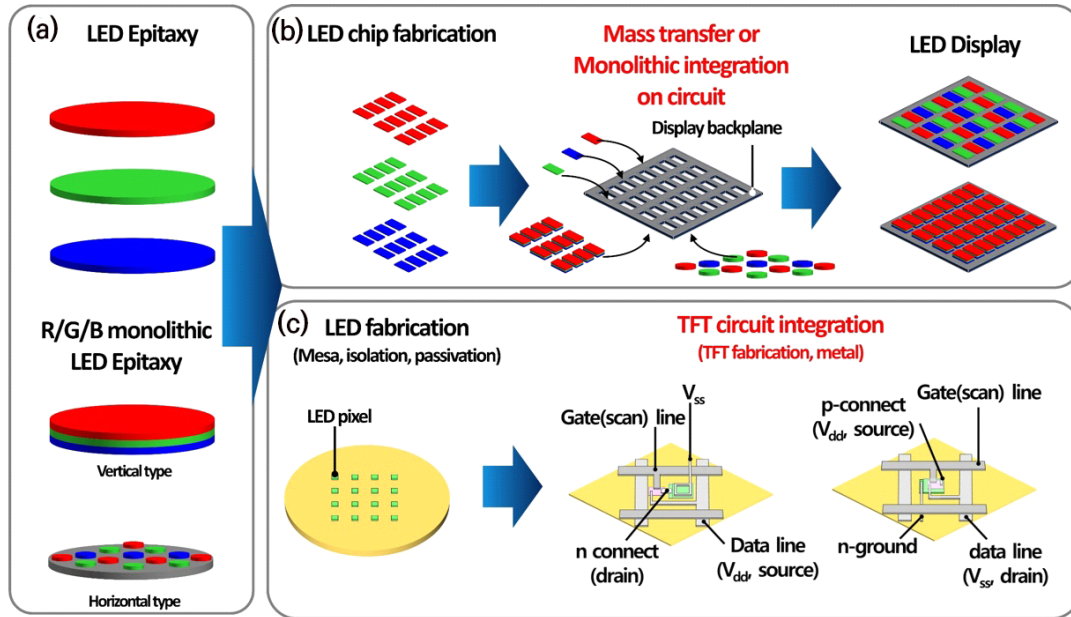 (a)
LED Epitaxy
R/G/B monolithic
LED Epitaxy
Vertical type
Horizontal type
(b)
LED chip fabrication
Mass transfer or
Monolithic integration
on circuit
Display backplane
LED Display
(c)
LED fabrication
(Mesa, isolation, passivation)
LED pixel
TFT circuit integration
(TFT fabrication, metal)
Vss
Gate(scan) line
n connect
(drain)
Data line
(Vdd, source)
p-connect
(Vdd, source)
Gate(scan) line
n-ground
data line
(Vss, drain)